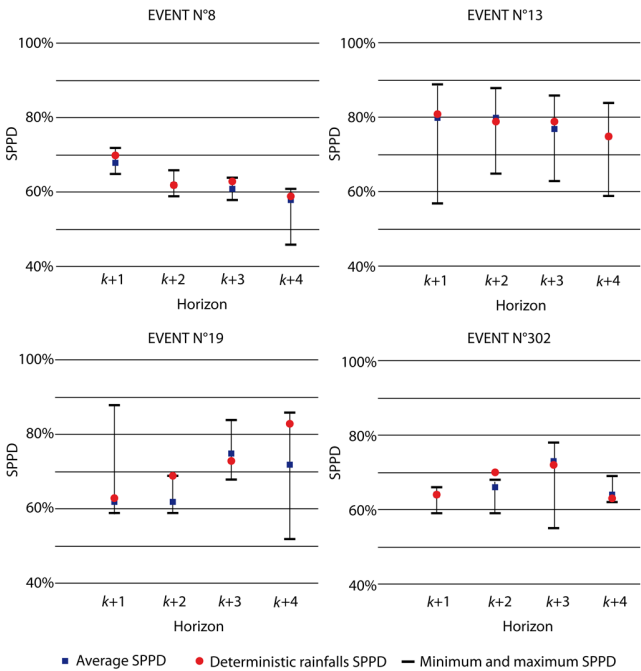 EVENT N°8
100%
80%
60%
40%
SPPD
k+1 k+2 k+3 k+4
Horizon
EVENT N°13
100%
80%
60%
40%
SPPD
k+1 k+2 k+3 k+4
Horizon
EVENT N°19
100%
80%
60%
40%
SPPD
k+1 k+2 k+3 k+4
Horizon
EVENT N°302
100%
80%
60%
40%
SPPD
k+1 k+2 k+3 k+4
Horizon
Average SPPD Deterministic rainfalls SPPD Minimum and maximum SPPD